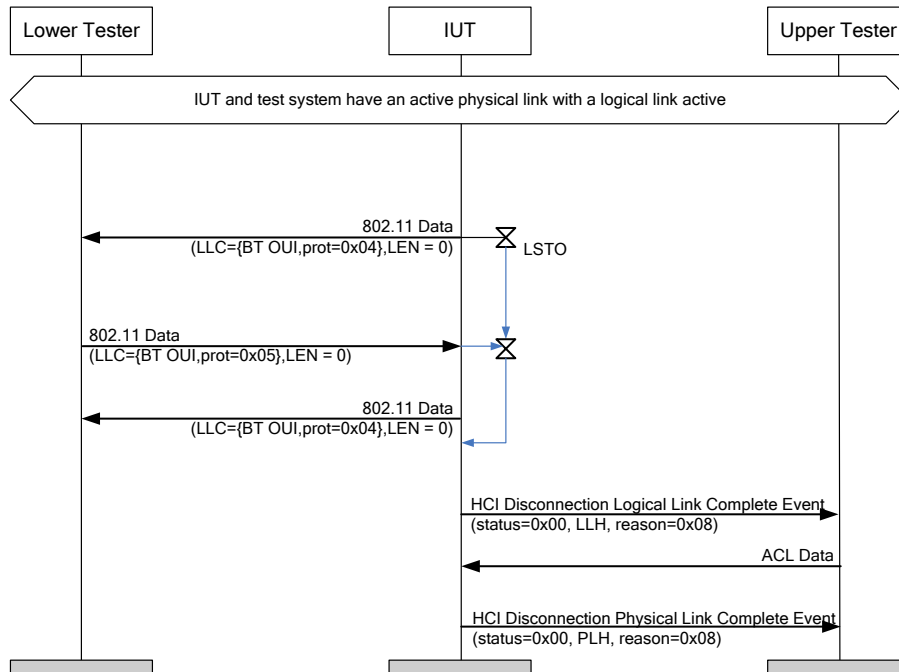 Lower Tester
IUT
Upper Tester
IUT and test system have an active physical link with a logical link active
802.11 Data
(LLC={BT OUI,prot=0x04},LEN = 0)
LSTO
802.11 Data
(LLC={BT OUI,prot=0x05},LEN = 0)
802.11 Data
(LLC={BT OUI,prot=0x04},LEN = 0)
HCI Disconnection Logical Link Complete Event
(status=0x00, LLH, reason=0x08)
ACL Data
HCI Disconnection Physical Link Complete Event
(status=0x00, PLH, reason=0x08)